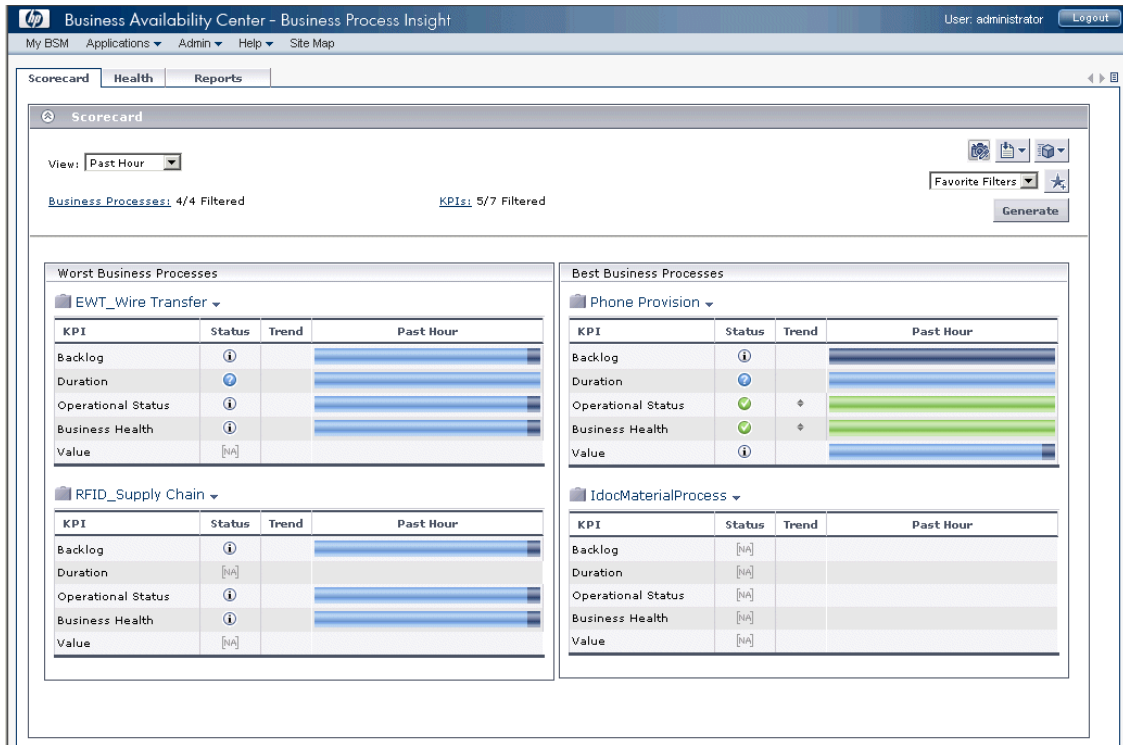 hp Business Availability Center - Business Process Insight User: administrator Logout
My BSM Applications Admin Help Site Map
Scorecard Health Reports
Scorecard
View: Past Hour
Favorite Filters
Business Processes: 4/4 Filtered KPIs: 5/7 Filtered
Generate
Worst Business Processes
EWT_Wire Transfer
KPI Status Trend Past Hour
Backlog
Duration
Operational Status
Business Health
Value [NA]
RFID_Supply Chain
KPI Status Trend Past Hour
Backlog
Duration [NA]
Operational Status
Business Health
Value [NA]
Best Business Processes
Phone Provision
KPI Status Trend Past Hour
Backlog
Duration
Operational Status
Business Health
Value
IdocMaterialProcess
KPI Status Trend Past Hour
Backlog [NA]
Duration [NA]
Operational Status [NA]
Business Health [NA]
Value [NA]